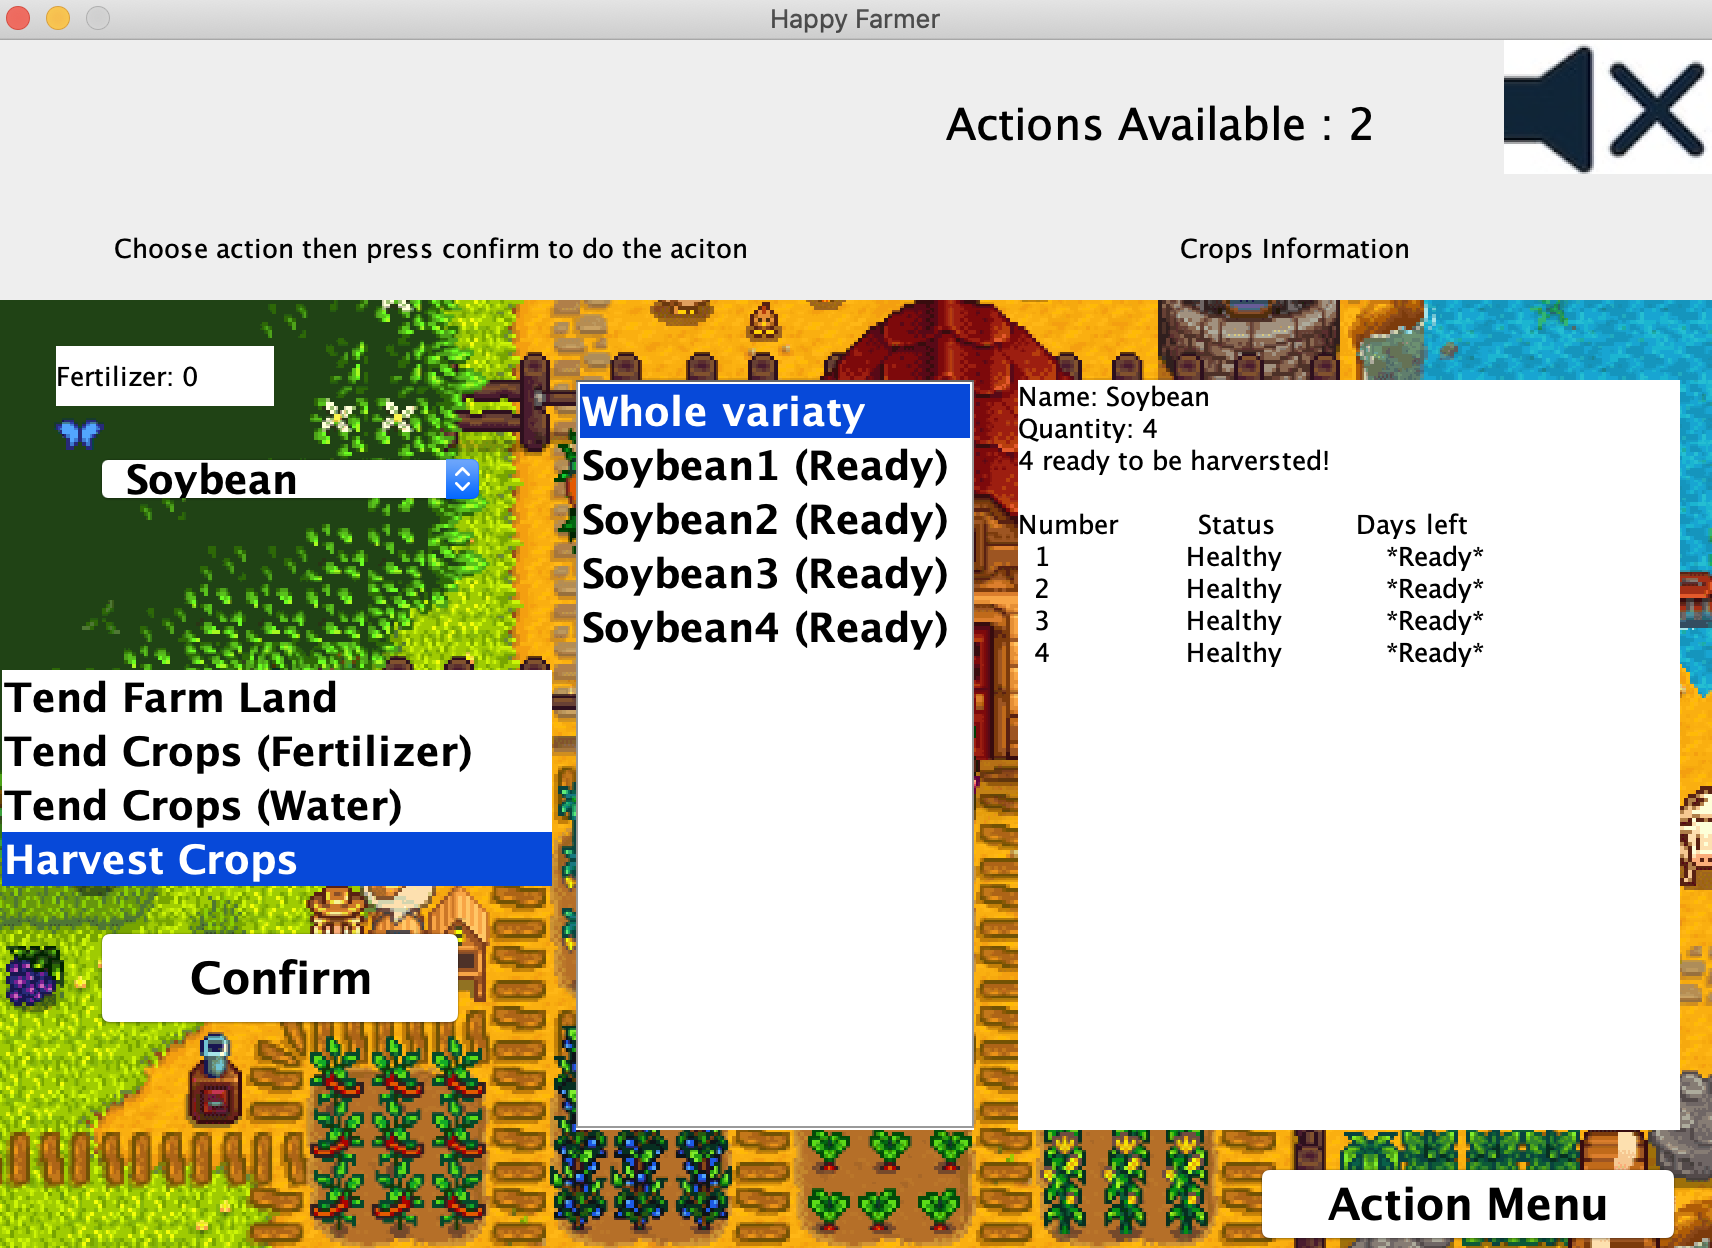 Happy Farmer
Actions Available : 2
Choose action then press confirm to do the aciton
Crops Information
Fertilizer: 0
Soybean
Tend Farm Land
Tend Crops (Fertilizer)
Tend Crops (Water)
Harvest Crops
Confirm
Whole variaty
Soybean1 (Ready)
Soybean2 (Ready)
Soybean3 (Ready)
Soybean4 (Ready)
Name: Soybean
Quantity: 4
4 ready to be harversted!
Number Status Days left
1 Healthy *Ready*
2 Healthy *Ready*
3 Healthy *Ready*
4 Healthy *Ready*
Action Menu